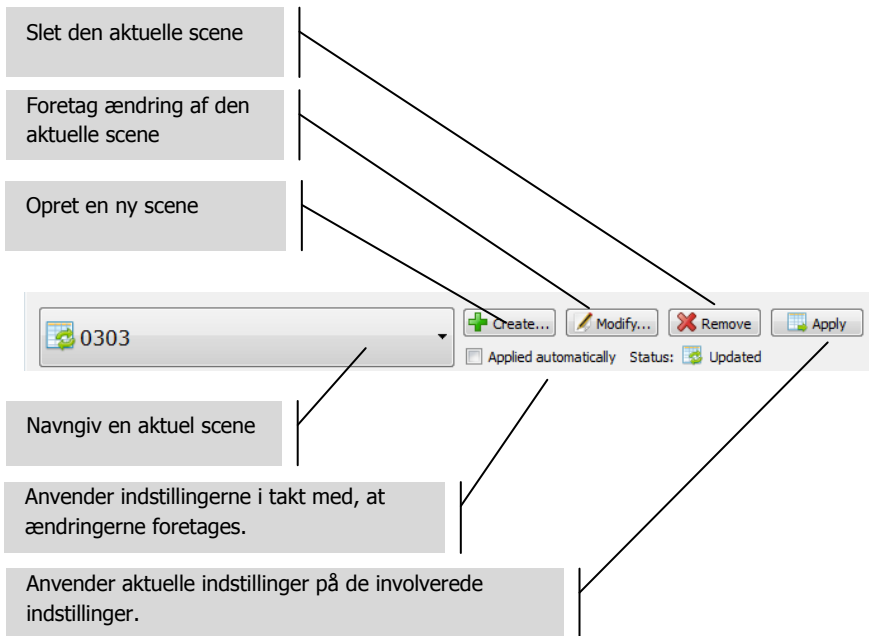 Slet den aktuelle scene
Foretag ændring af den
aktuelle scene
Opret en ny scene
0303
Create...
Modify...
Remove
Apply
Applied automatically
Status:
Updated
Navngiv en aktuel scene
Anvender indstillingerne i takt med, at
ændringerne foretages.
Anvender aktuelle indstillinger på de involverede
indstillinger.